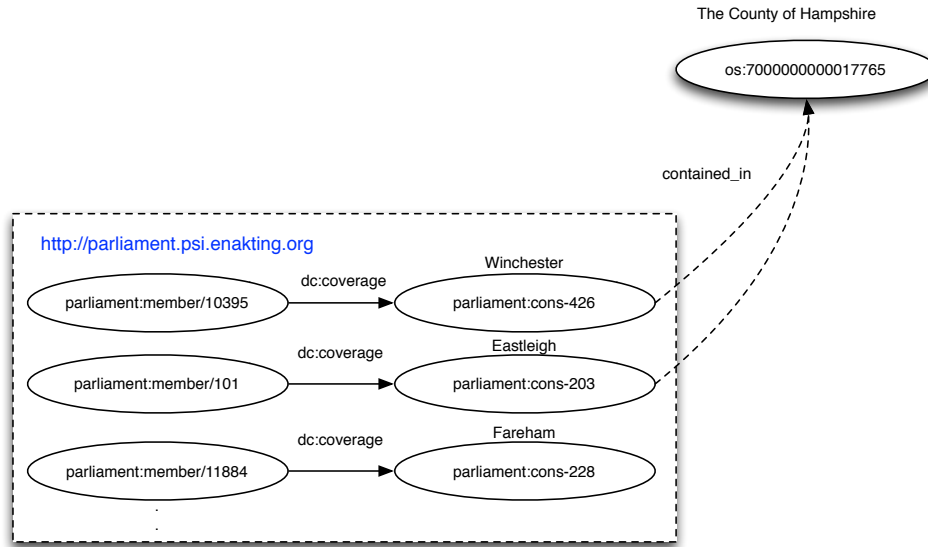 The County of Hampshire
os:7000000000017765
contained_in
http://parliament.psi.enakting.org
Winchester
parliament:member/10395
dc:coverage
parliament:cons-426
Eastleigh
parliament:member/101
dc:coverage
parliament:cons-203
Fareham
parliament:member/11884
dc:coverage
parliament:cons-228
.
.